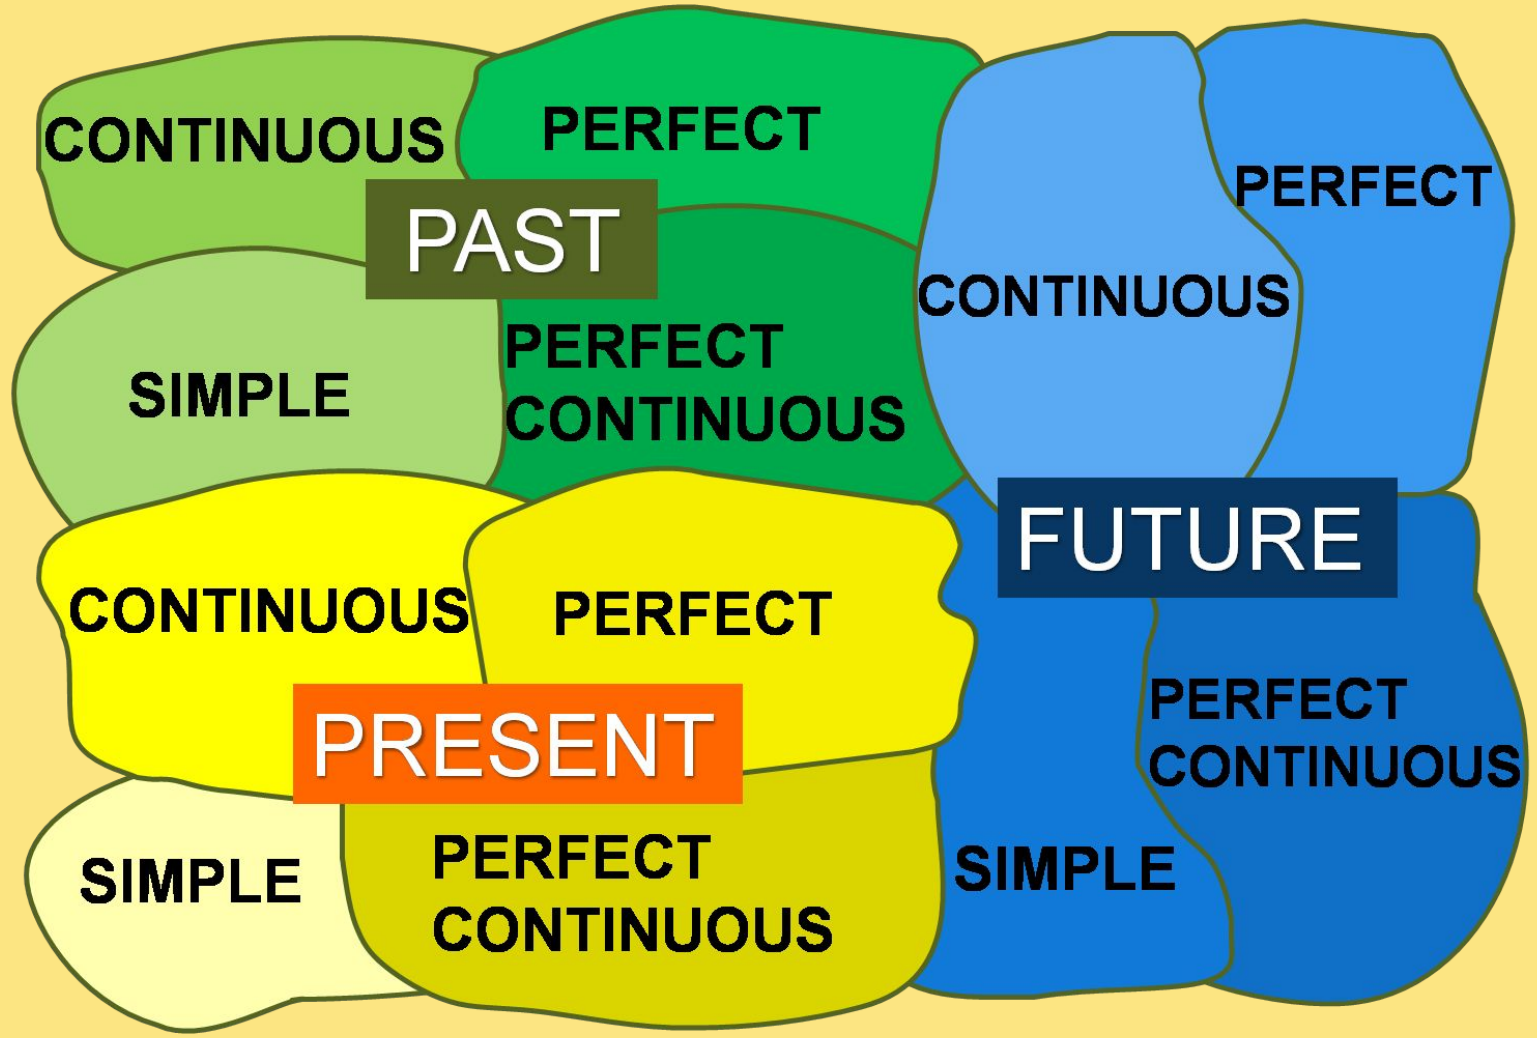 CONTINUOUS
PERFECT
PAST
SIMPLE
PERFECT
CONTINUOUS
CONTINUOUS
PERFECT
PRESENT
SIMPLE
PERFECT
CONTINUOUS
PERFECT
CONTINUOUS
FUTURE
SIMPLE
PERFECT
CONTINUOUS